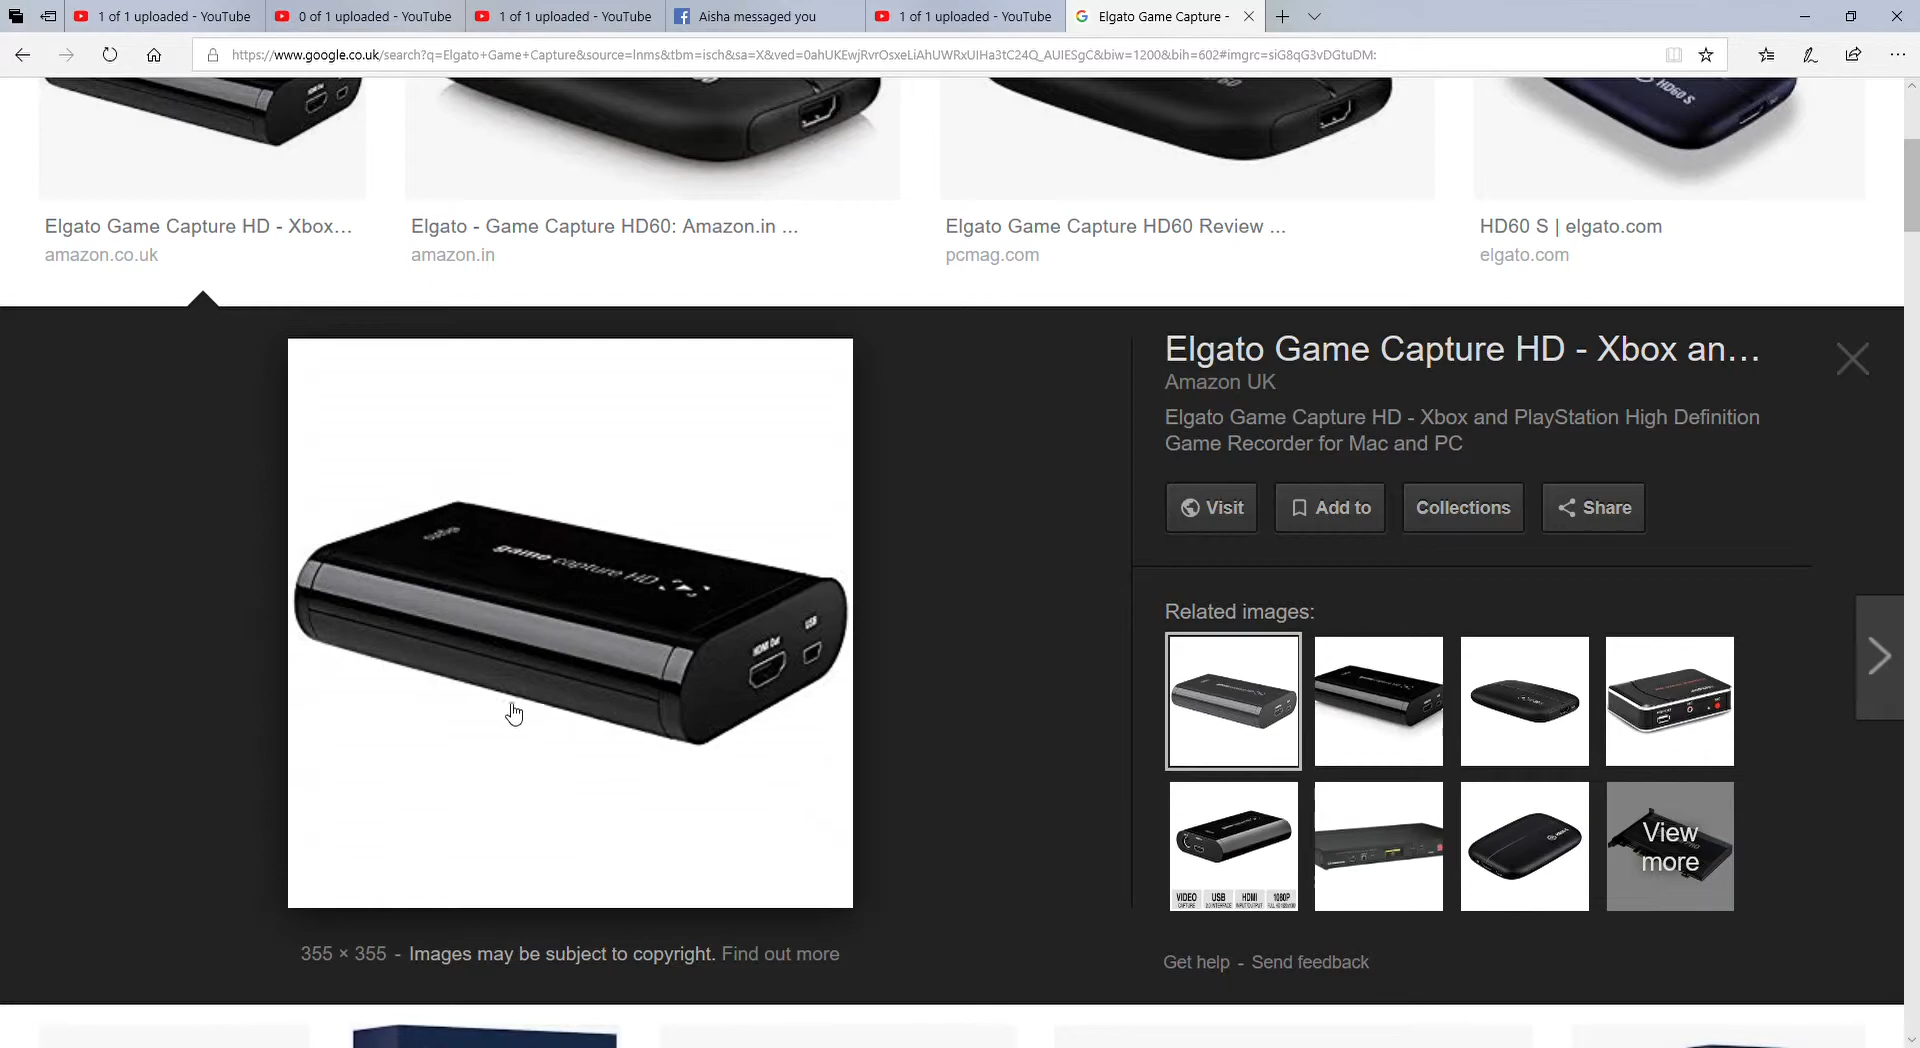 1 of 1 uploaded - YouTube
0 of 1 uploaded - YouTube
1 of 1 uploaded - YouTube
Aisha messaged you
1 of 1 uploaded - YouTube
Elgato Game Capture -
https://www.google.co.uk/search?q=Elgato+Game+Capture&source=lnms&tbm=isch&sa=X&ved=0ahUKEwjRvrOsxeLiAhUWRxUIHa3tC24Q_AUIESgC&biw=1200&bih=602#imgrc=siG8qG3vDGtuDM:
HD60 S
Elgato Game Capture HD - Xbox...
amazon.co.uk
Elgato - Game Capture HD60: Amazon.in ...
amazon.in
Elgato Game Capture HD60 Review ...
pcmag.com
HD60 S | elgato.com
elgato.com
elgato
game capture HD
HDMI Out
USB
Elgato Game Capture HD - Xbox an...
Amazon UK
Elgato Game Capture HD - Xbox and PlayStation High Definition
Game Recorder for Mac and PC
Visit
Add to
Collections
Share
Related images:
VIDEO CAPTURE
USB
HDMI
1080P
View
more
355 × 355 - Images may be subject to copyright. Find out more
Get help - Send feedback